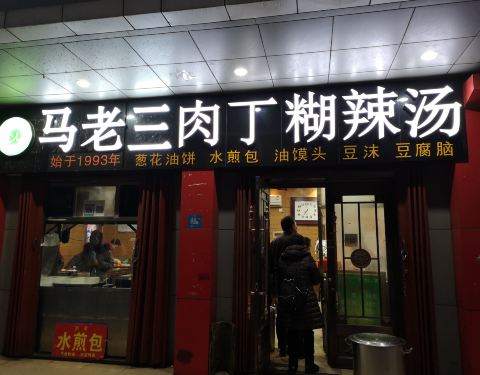 马老三肉丁糊辣汤
始于1993年 葱花油饼 水煎包 油馍头 豆沫 豆腐脑
水煎包